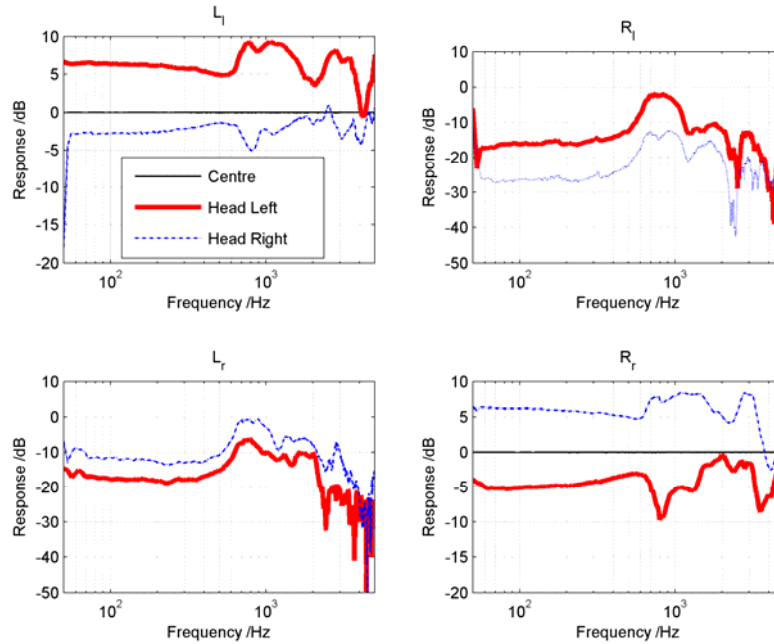 L_l
10
5
0
-5
-10
-15
-20
Response /dB
Centre
Head Left
Head Right
10^2
10^3
Frequency /Hz
R_l
10
0
-10
-20
-30
-40
-50
Response /dB
10^2
10^3
Frequency /Hz
L_r
10
0
-10
-20
-30
-40
-50
Response /dB
10^2
10^3
Frequency /Hz
R_r
10
5
0
-5
-10
-15
-20
Response /dB
10^2
10^3
Frequency /Hz